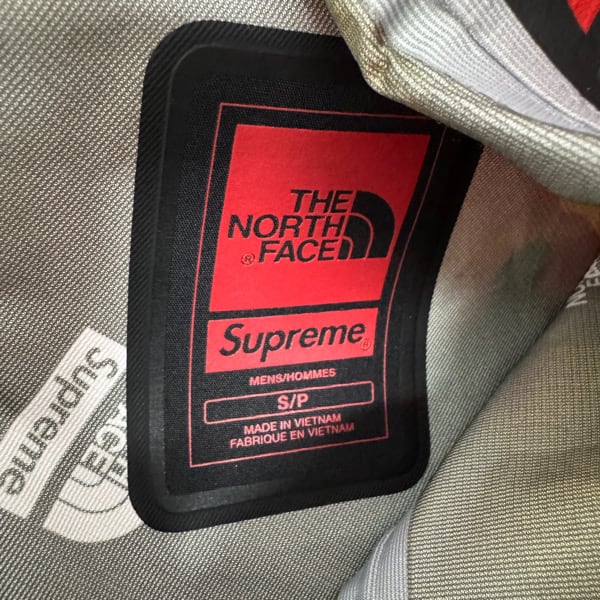 THE
NORTH
FACE
®
Supreme®
MENS/HOMMES
S/P
MADE IN VIETNAM
FABRIQUE EN VIETNAM
Supreme